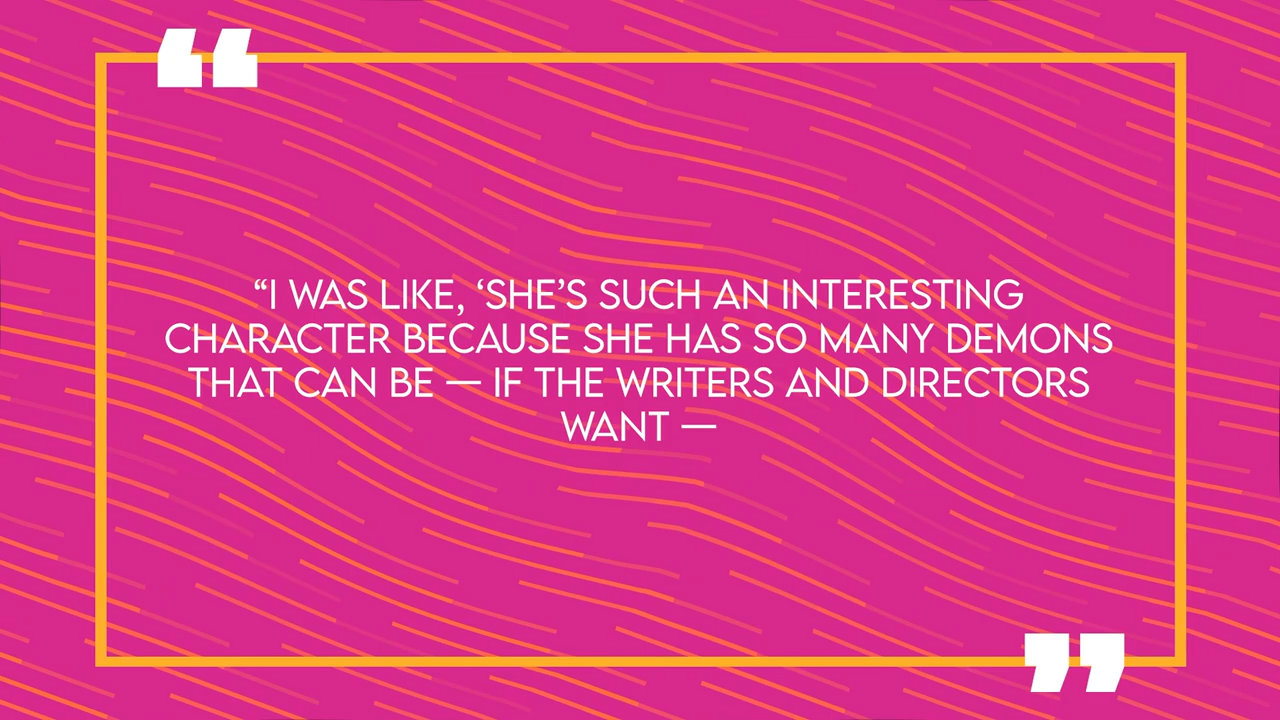 “I WAS LIKE, ‘SHE’S SUCH AN INTERESTING
CHARACTER BECAUSE SHE HAS SO MANY DEMONS
THAT CAN BE — IF THE WRITERS AND DIRECTORS
WANT —